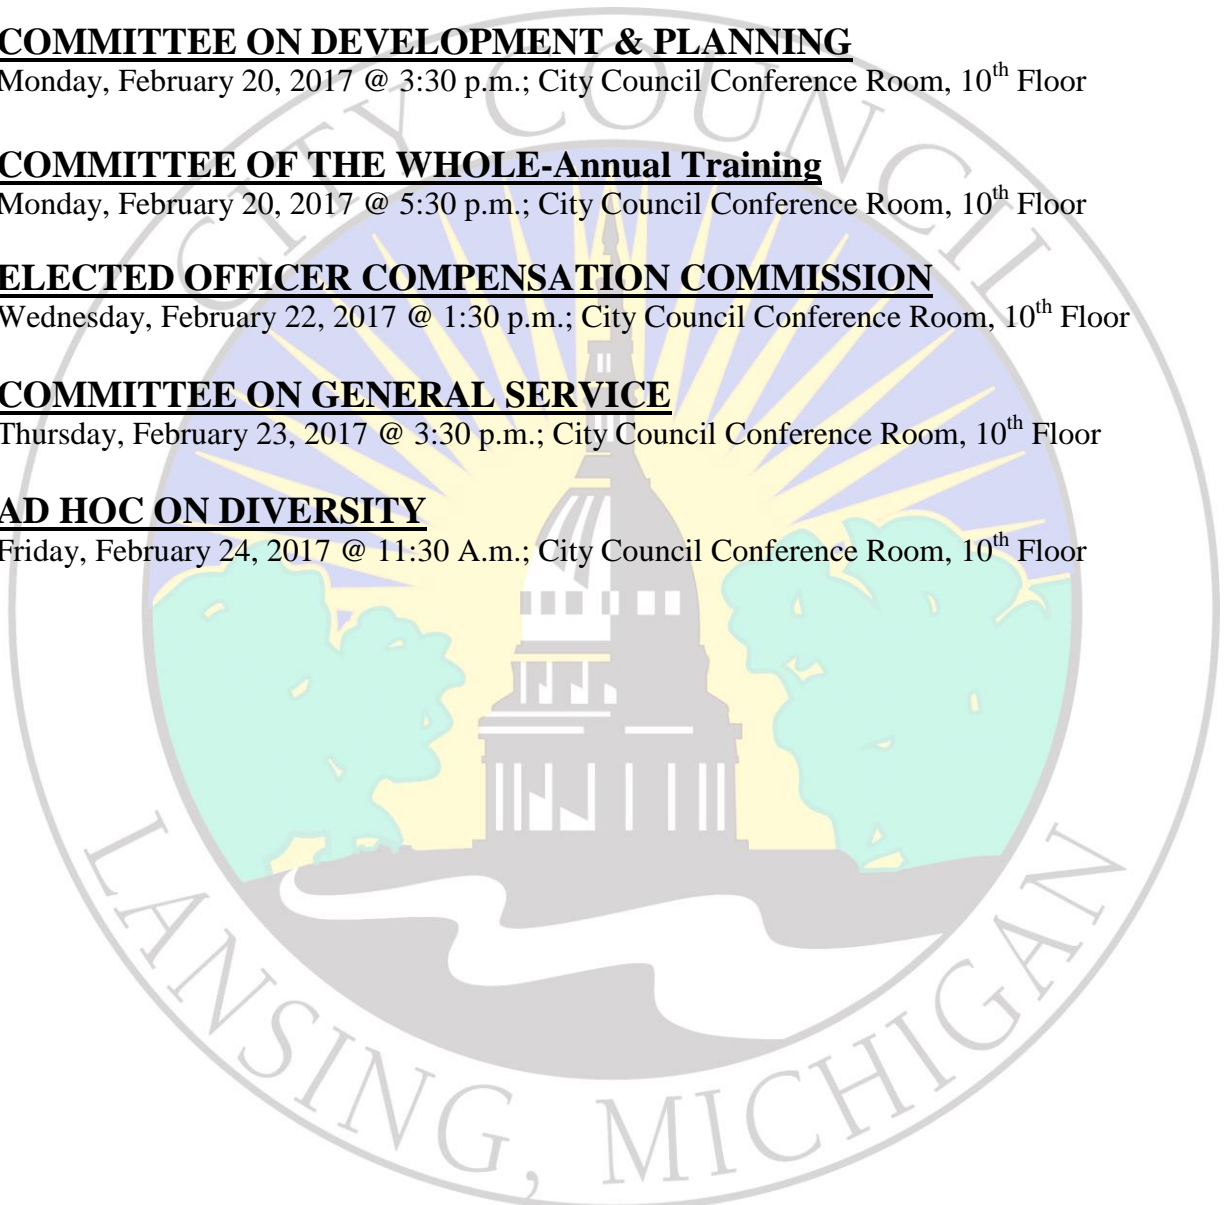 COMMITTEE ON DEVELOPMENT & PLANNING
Monday, February 20, 2017 @ 3:30 p.m.; City Council Conference Room, 10th Floor
COMMITTEE OF THE WHOLE-Annual Training
Monday, February 20, 2017 @ 5:30 p.m.; City Council Conference Room, 10th Floor
ELECTED OFFICER COMPENSATION COMMISSION
Wednesday, February 22, 2017 @ 1:30 p.m.; City Council Conference Room, 10th Floor
COMMITTEE ON GENERAL SERVICE
Thursday, February 23, 2017 @ 3:30 p.m.; City Council Conference Room, 10th Floor
AD HOC ON DIVERSITY
Friday, February 24, 2017 @ 11:30 A.m.; City Council Conference Room, 10th Floor
CITY COUNCIL
LANSING, MICHIGAN